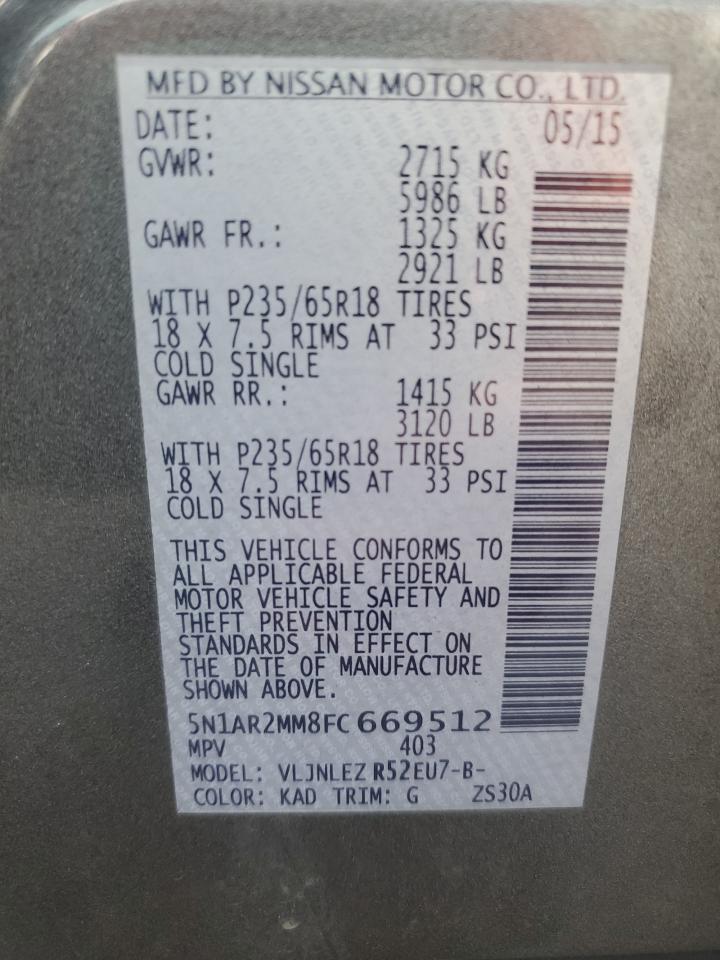 MFD BY NISSAN MOTOR CO., LTD.
DATE: 05/15
GVWR: 2715 KG
5986 LB
GAWR FR.: 1325 KG
2921 LB
WITH P235/65R18 TIRES
18 X 7.5 RIMS AT 33 PSI
COLD SINGLE
GAWR RR.: 1415 KG
3120 LB
WITH P235/65R18 TIRES
18 X 7.5 RIMS AT 33 PSI
COLD SINGLE
THIS VEHICLE CONFORMS TO
ALL APPLICABLE FEDERAL
MOTOR VEHICLE SAFETY AND
THEFT PREVENTION
STANDARDS IN EFFECT ON
THE DATE OF MANUFACTURE
SHOWN ABOVE.
5N1AR2MM8FC669512
MPV 403
MODEL: VLJNLEZ R52EU7-B-
COLOR: KAD TRIM: G ZS30A